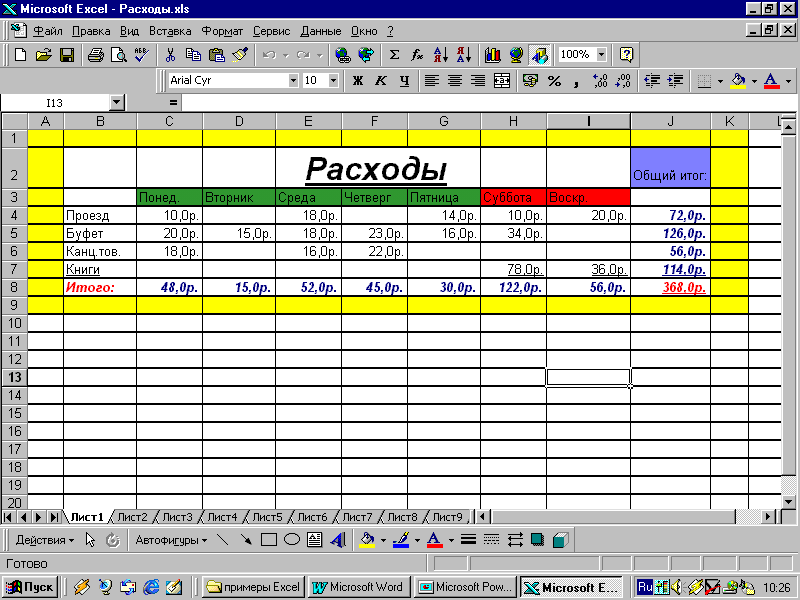 Microsoft Excel - Расходы.xls
Файл Правка Вид Вставка Формат Сервис Данные Окно ?
100%
Arial Cyr 10 Ж К Ч
I13 =
A B C D E F G H I J K L
1
2 Расходы Общий итог:
3 Понед. Вторник Среда Четверг Пятница Суббота Воскр.
4 Проезд 10,0р. 18,0р. 14,0р. 10,0р. 20,0р. 72,0р.
5 Буфет 20,0р. 15,0р. 18,0р. 23,0р. 16,0р. 34,0р. 126,0р.
6 Канц.тов. 18,0р. 16,0р. 22,0р. 56,0р.
7 Книги 78,0р. 36,0р. 114,0р.
8 Итого: 48,0р. 15,0р. 52,0р. 45,0р. 30,0р. 122,0р. 56,0р. 368,0р.
9
10
11
12
13
14
15
16
17
18
19
20
Лист1 Лист2 Лист3 Лист4 Лист5 Лист6 Лист7 Лист8 Лист9
Действия Автофигуры
Готово
Пуск примеры Excel Microsoft Word Microsoft Pow... Microsoft E... Ru 10:26